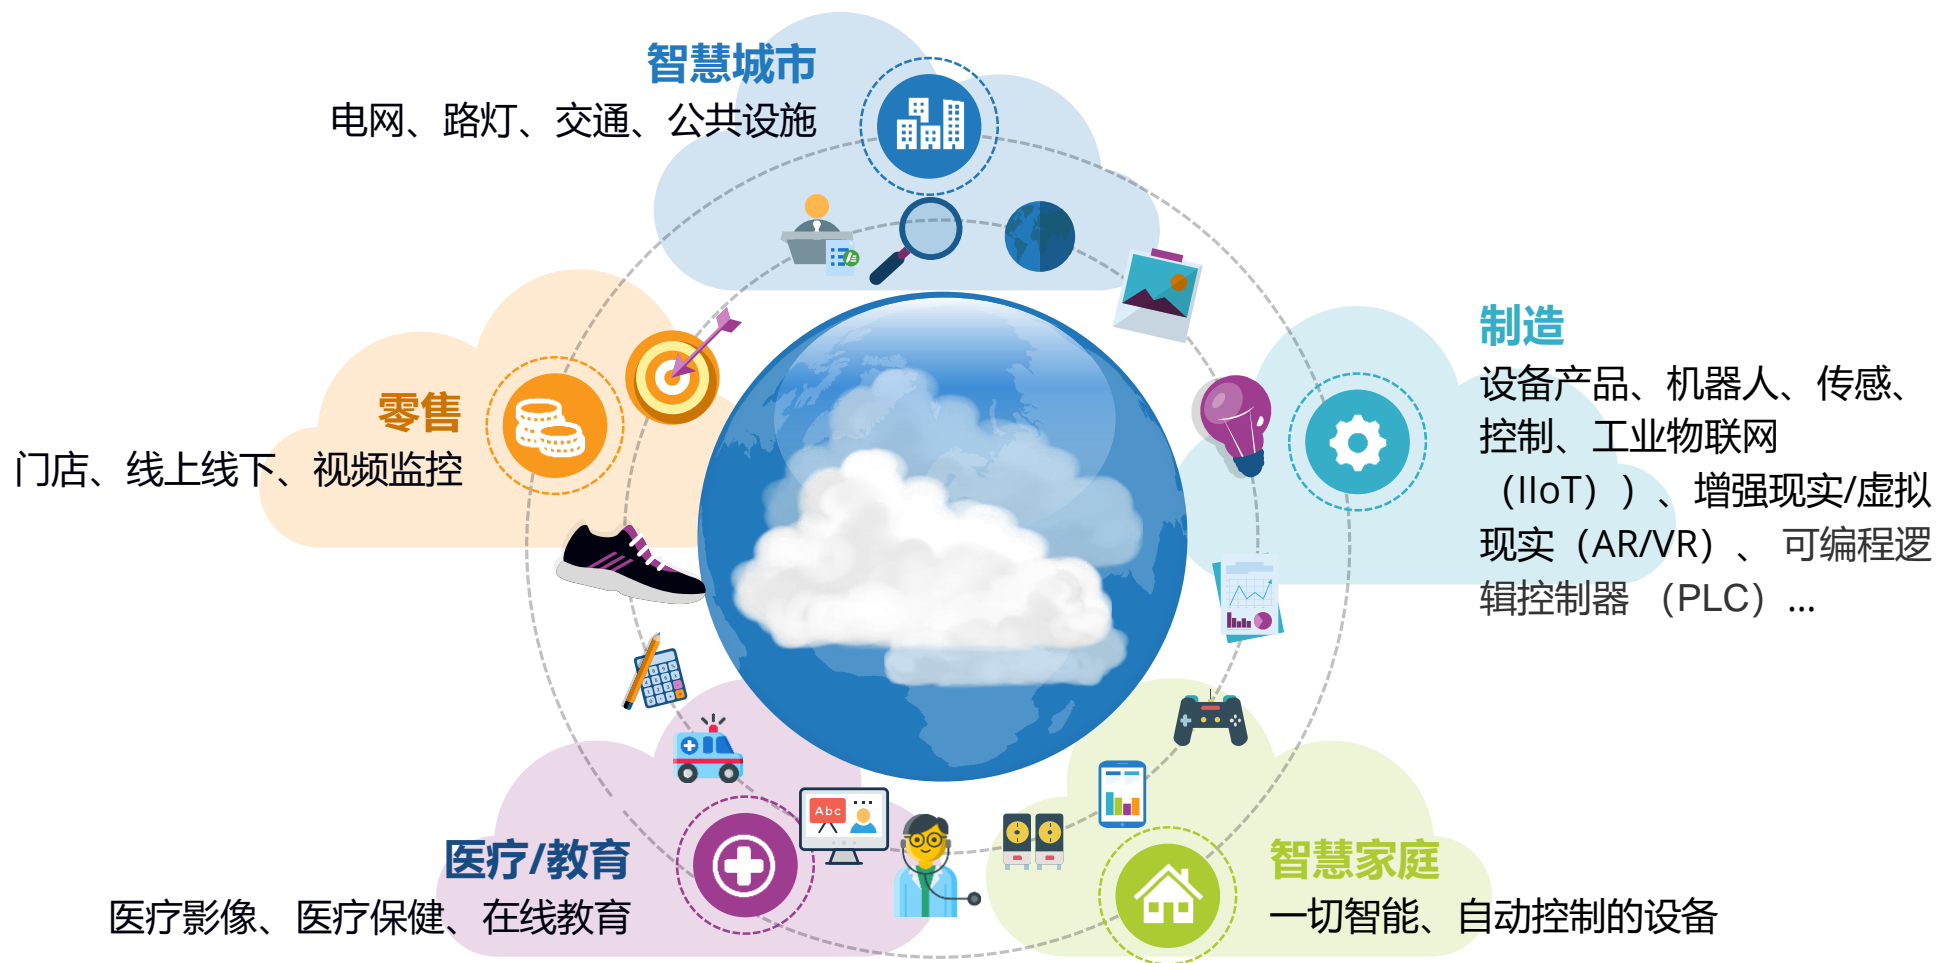 智慧城市
电网、路灯、交通、公共设施
制造
设备产品、机器人、传感、
控制、工业物联网
（IIoT））、增强现实/虚拟
现实（AR/VR）、 可编程逻
辑控制器 （PLC）...
零售
门店、线上线下、视频监控
Abc
医疗/教育
医疗影像、医疗保健、在线教育
智慧家庭
一切智能、自动控制的设备